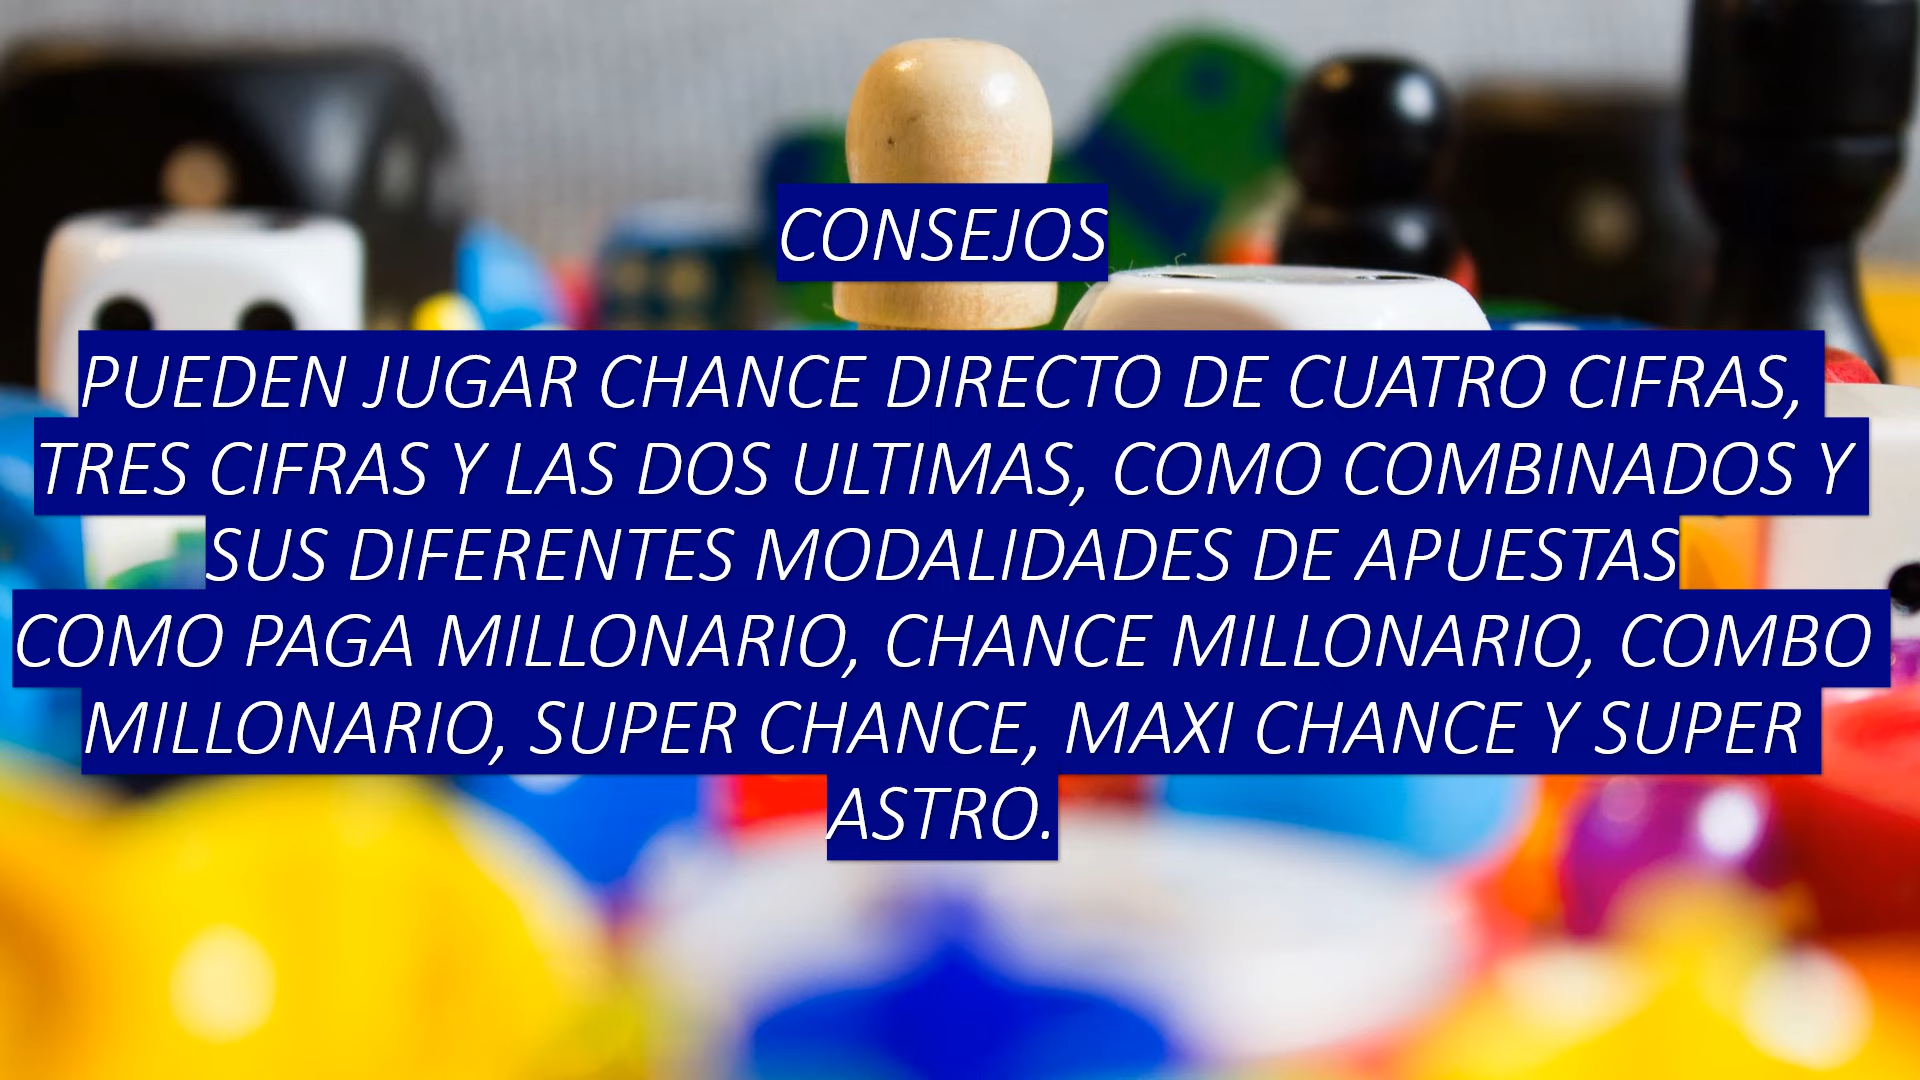 CONSEJOS
PUEDEN JUGAR CHANCE DIRECTO DE CUATRO CIFRAS,
TRES CIFRAS Y LAS DOS ULTIMAS, COMO COMBINADOS Y
SUS DIFERENTES MODALIDADES DE APUESTAS
COMO PAGA MILLONARIO, CHANCE MILLONARIO, COMBO
MILLONARIO, SUPER CHANCE, MAXI CHANCE Y SUPER
ASTRO.